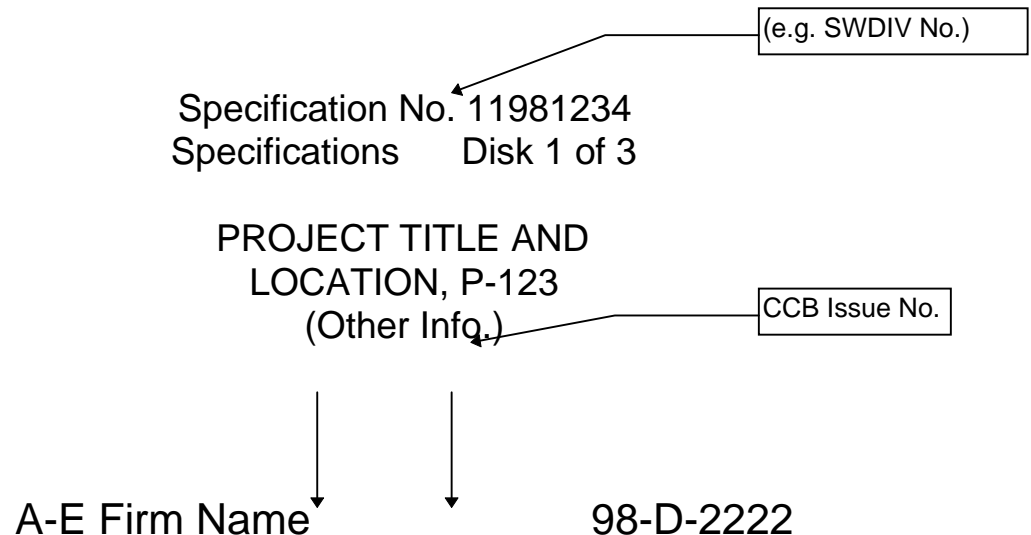 (e.g. SWDIV No.)
Specification No. 11981234
Specifications Disk 1 of 3
PROJECT TITLE AND
LOCATION, P-123
(Other Info.)
CCB Issue No.
A-E Firm Name 98-D-2222